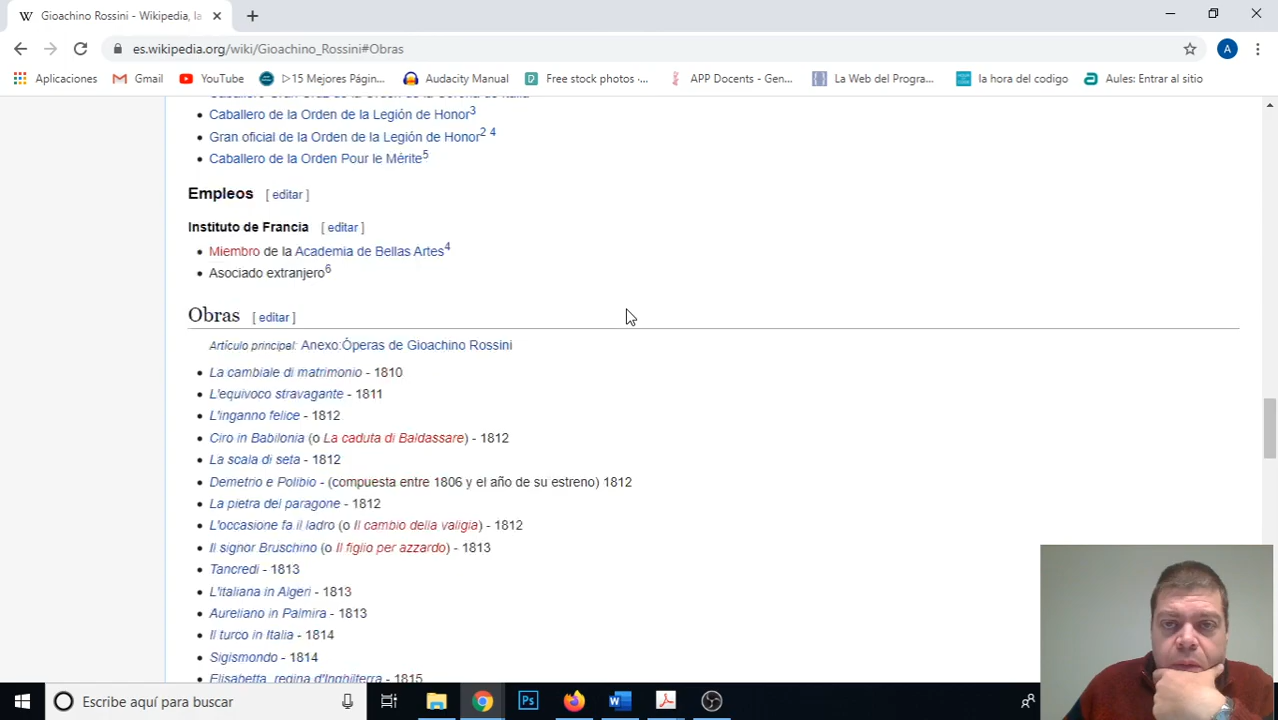 W Gioachino Rossini - Wikipedia, la
es.wikipedia.org/wiki/Gioachino_Rossini#Obras
A
Aplicaciones Gmail YouTube ▷15 Mejores Págin... Audacity Manual Free stock photos ·... APP Docents - Gen... La Web del Progra... la hora del codigo Aules: Entrar al sitio
Caballero de la Orden de la Legión de Honor3
Gran oficial de la Orden de la Legión de Honor2 4
Caballero de la Orden Pour le Mérite5
Empleos [ editar ]
Instituto de Francia [ editar ]
Miembro de la Academia de Bellas Artes4
Asociado extranjero6
Obras [ editar ]
Artículo principal: Anexo:Óperas de Gioachino Rossini
La cambiale di matrimonio - 1810
L'equivoco stravagante - 1811
L'inganno felice - 1812
Ciro in Babilonia (o La caduta di Baldassare) - 1812
La scala di seta - 1812
Demetrio e Polibio - (compuesta entre 1806 y el año de su estreno) 1812
La pietra del paragone - 1812
L'occasione fa il ladro (o Il cambio della valigia) - 1812
Il signor Bruschino (o Il figlio per azzardo) - 1813
Tancredi - 1813
L'italiana in Algeri - 1813
Aureliano in Palmira - 1813
Il turco in Italia - 1814
Sigismondo - 1814
Elisabetta, regina d'Inghilterra - 1815
Escribe aquí para buscar
Ps
W